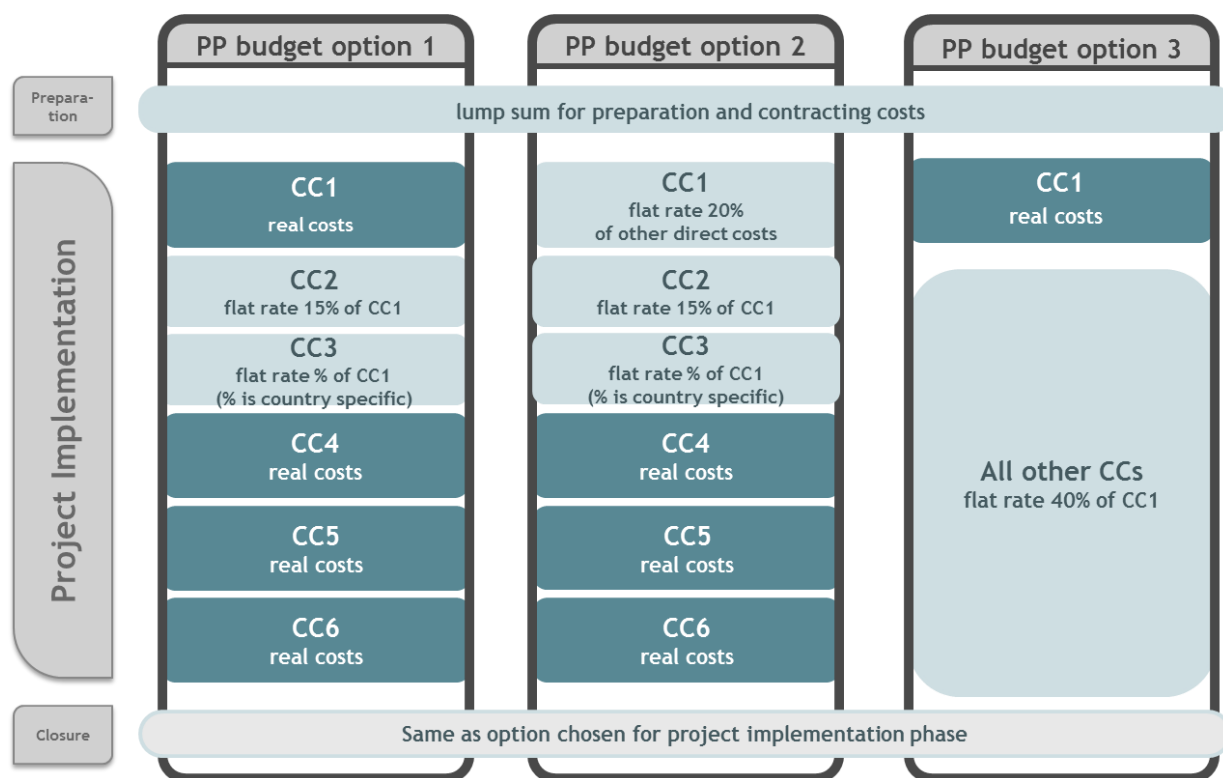 PP budget option 1
PP budget option 2
PP budget option 3
Prepara-
tion
lump sum for preparation and contracting costs
Project Implementation
CC1
real costs
CC2
flat rate 15% of CC1
CC3
flat rate % of CC1
(% is country specific)
CC4
real costs
CC5
real costs
CC6
real costs
CC1
flat rate 20%
of other direct costs
CC2
flat rate 15% of CC1
CC3
flat rate % of CC1
(% is country specific)
CC4
real costs
CC5
real costs
CC6
real costs
CC1
real costs
All other CCs
flat rate 40% of CC1
Closure
Same as option chosen for project implementation phase